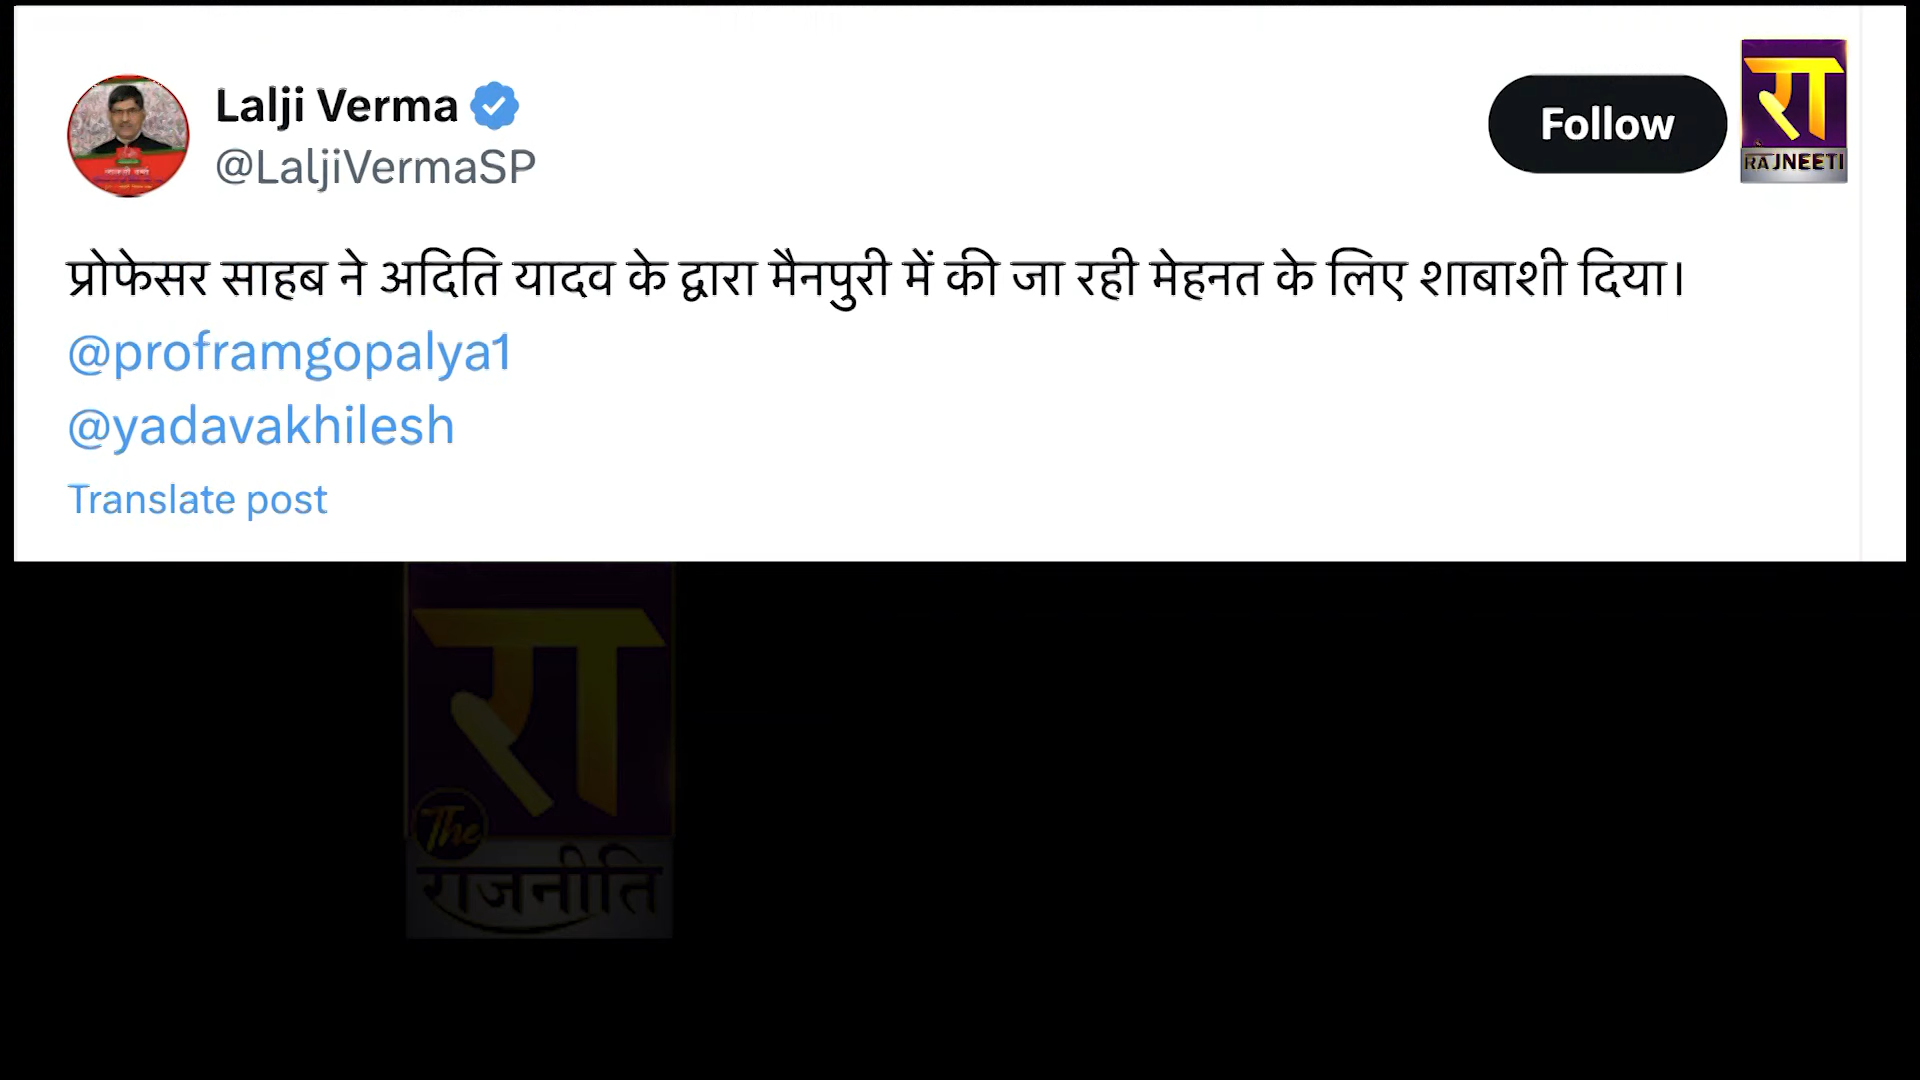 Lalji Verma
@LaljiVermaSP
Follow
रा
RAJNEETI
प्रोफेसर साहब ने अदिति यादव के द्वारा मैनपुरी में की जा रही मेहनत के लिए शाबाशी दिया।
@proframgopalya1
@yadavakhilesh
Translate post
रा
The
राजनीति